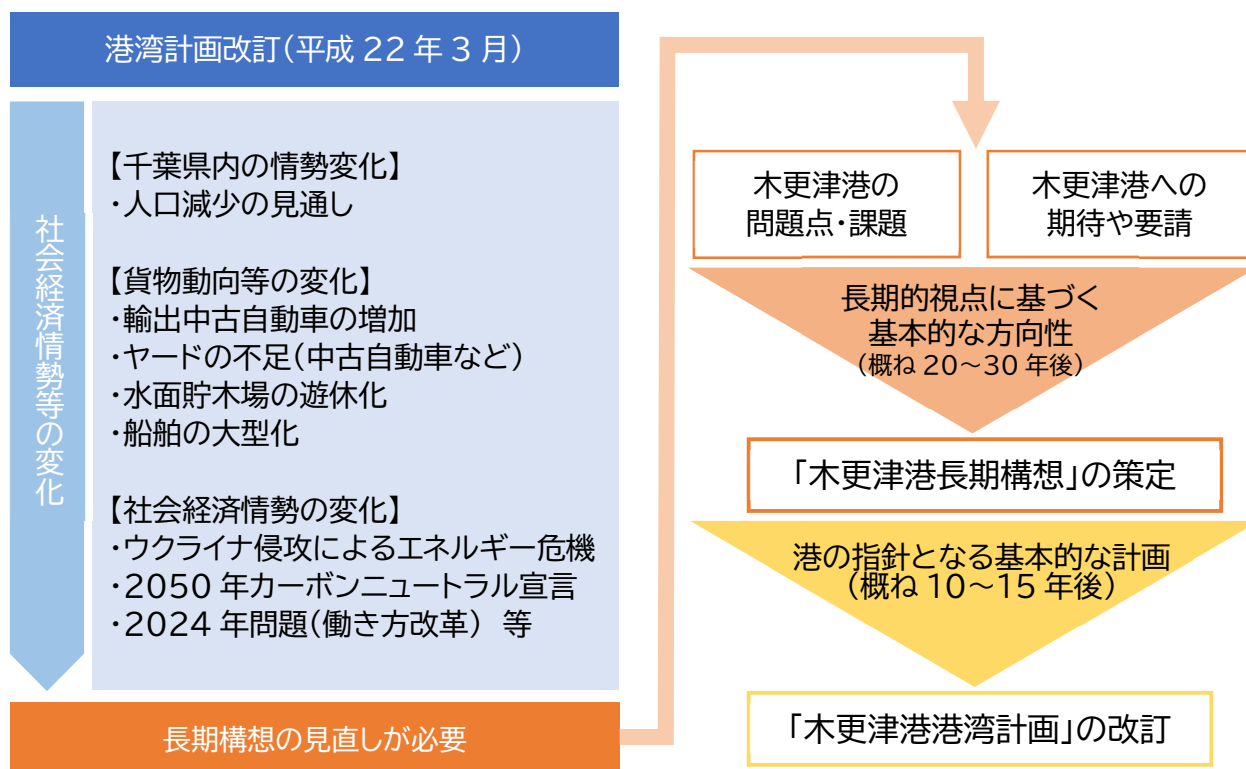 港湾計画改訂(平成 22 年 3 月)
社会経済情勢等の変化
【千葉県内の情勢変化】
・人口減少の見通し
【貨物動向等の変化】
・輸出中古自動車の増加
・ヤードの不足(中古自動車など)
・水面貯木場の遊休化
・船舶の大型化
【社会経済情勢の変化】
・ウクライナ侵攻によるエネルギー危機
・2050 年カーボンニュートラル宣言
・2024 年問題(働き方改革) 等
長期構想の見直しが必要
木更津港の
問題点・課題
木更津港への
期待や要請
長期的視点に基づく
基本的な方向性
(概ね 20~30 年後)
「木更津港長期構想」の策定
港の指針となる基本的な計画
(概ね 10~15 年後)
「木更津港港湾計画」の改訂